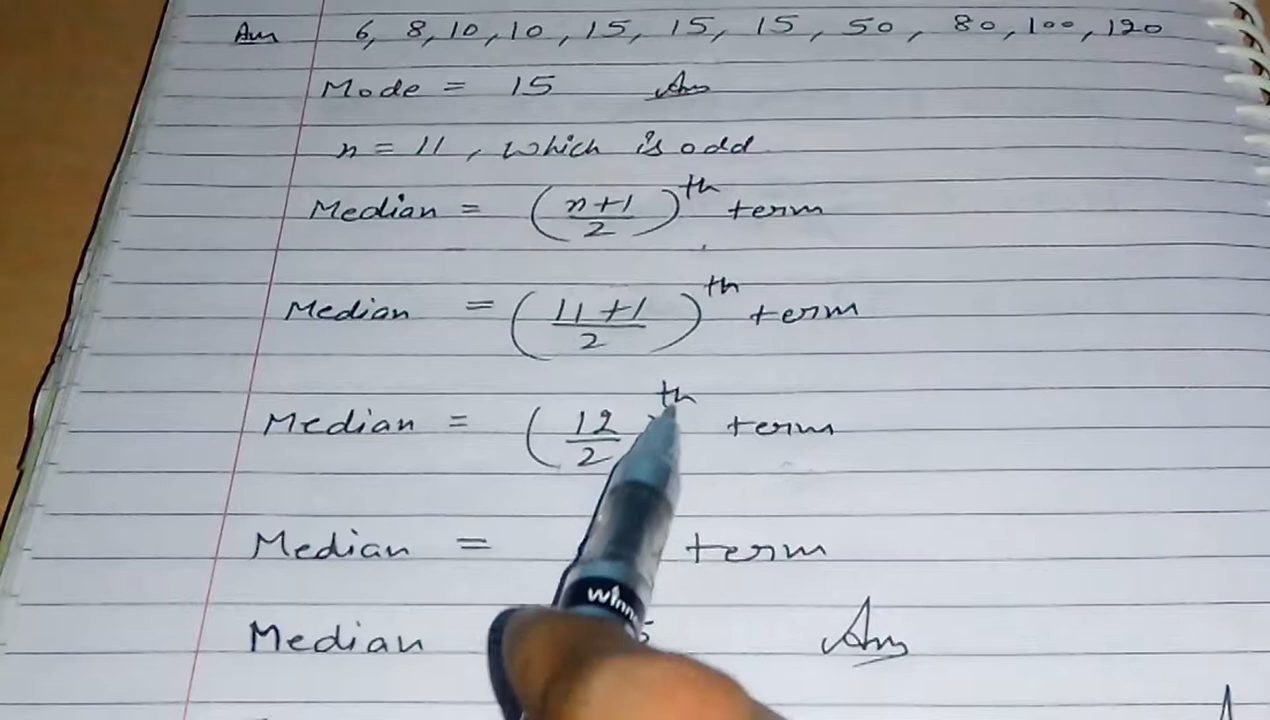 Ans 6, 8, 10, 10, 15, 15, 15, 50, 80, 100, 120
Mode = 15 Ans
n = 11, which is odd
Median = (n+1/2)th term
Median = (11+1/2)th term
Median = (12/2 th term
Median = term
Median 5 Ans
winn